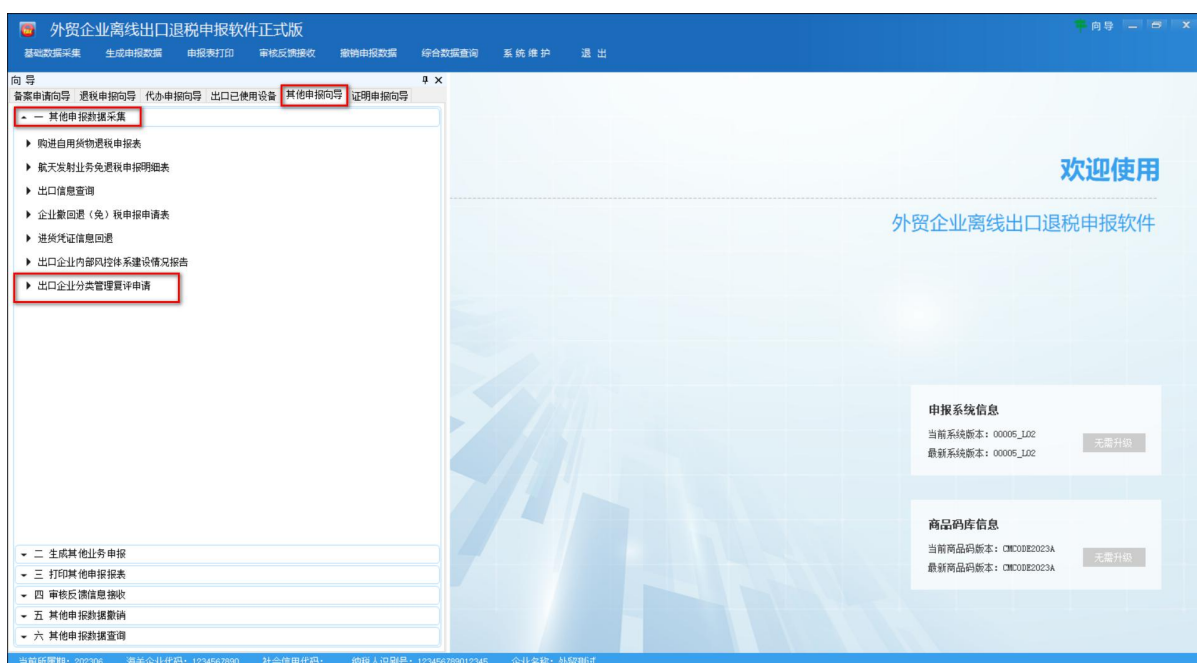 外贸企业离线出口退税申报软件正式版
向导
基础数据采集 生成申报数据 申报表打印 审核反馈接收 撤销申报数据 综合数据查询 系统维护 退出
向导
备案申请向导 退税申报向导 代办申报向导 出口已使用设备 其他申报向导 证明申报向导
一 其他申报数据采集
购进自用货物退税申报表
航天发射业务免退税申报明细表
出口信息查询
企业撤回退（免）税申报申请表
进货凭证信息回退
出口企业内部风控体系建设情况报告
出口企业分类管理复评申请
二 生成其他业务申报
三 打印其他申报报表
四 审核反馈信息接收
五 其他申报数据撤销
六 其他申报数据查询
欢迎使用
外贸企业离线出口退税申报软件
申报系统信息
当前系统版本：00005_L02
最新系统版本：00005_L02
无需升级
商品码库信息
当前商品码版本：CMCODE2023A
最新商品码版本：CMCODE2023A
无需升级
当前所属期：202306 海关企业代码：1234567890 社会信用代码： 纳税人识别号：123456789012345 企业名称：外贸测试